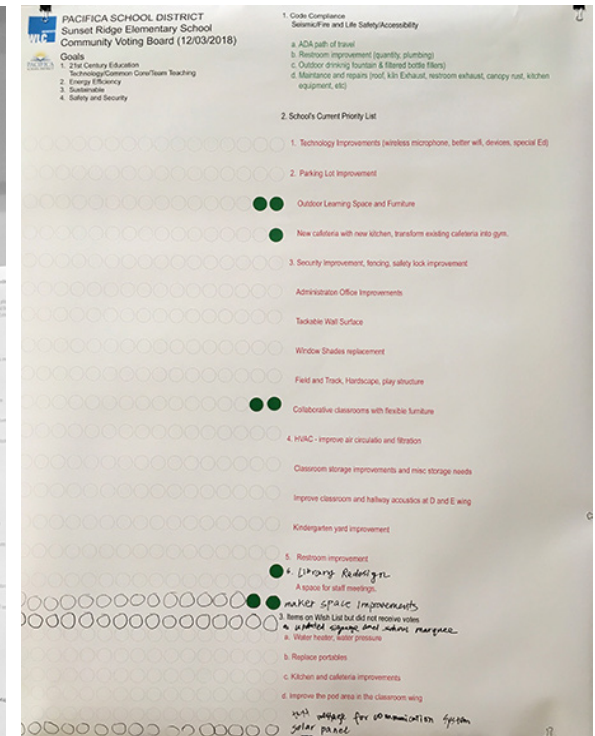 PACIFICA SCHOOL DISTRICT
Sunset Ridge Elementary School
Community Voting Board (12/03/2018)
WLC
PACIFICA
Goals
1. 21st Century Education
Technology/Common Core/Team Teaching
2. Energy Efficiency
3. Sustainable
4. Safety and Security
1. Code Compliance
Seismic/Fire and Life Safety/Accessibility
a. ADA path of travel
b. Restroom improvement (quantity, plumbing)
c. Outdoor drinking fountain & filtered bottle fillers)
d. Maintance and repairs (roof, kiln Exhaust, restroom exhaust, canopy rust, kitchen
equipment, etc)
2. School's Current Priority List
1. Technology Improvements (wireless microphone, better wifi, devices, special Ed)
2. Parking Lot Improvement
Outdoor Learning Space and Furniture
New cafeteria with new kitchen, transform existing cafeteria into gym.
3. Security improvement, fencing, safety lock improvement
Administration Office Improvements
Tackable Wall Surface
Window Shades replacement
Field and Track, Hardscape, play structure
Collaborative classrooms with flexible furniture
4. HVAC - improve air circulatio and filtration
Classroom storage improvements and misc storage needs
Improve classroom and hallway acoustics at D and E wing
Kindergarten yard improvement
5. Restroom improvement
6. Library Redesign
A space for staff meetings.
maker space improvements
3. Items on Wish List but did not receive votes
updated signage and school marquee
a. Water heater, water pressure
b. Replace portables
c. Kitchen and cafeteria improvements
d. Improve the pod area in the classroom wing
for communication system
solar panel